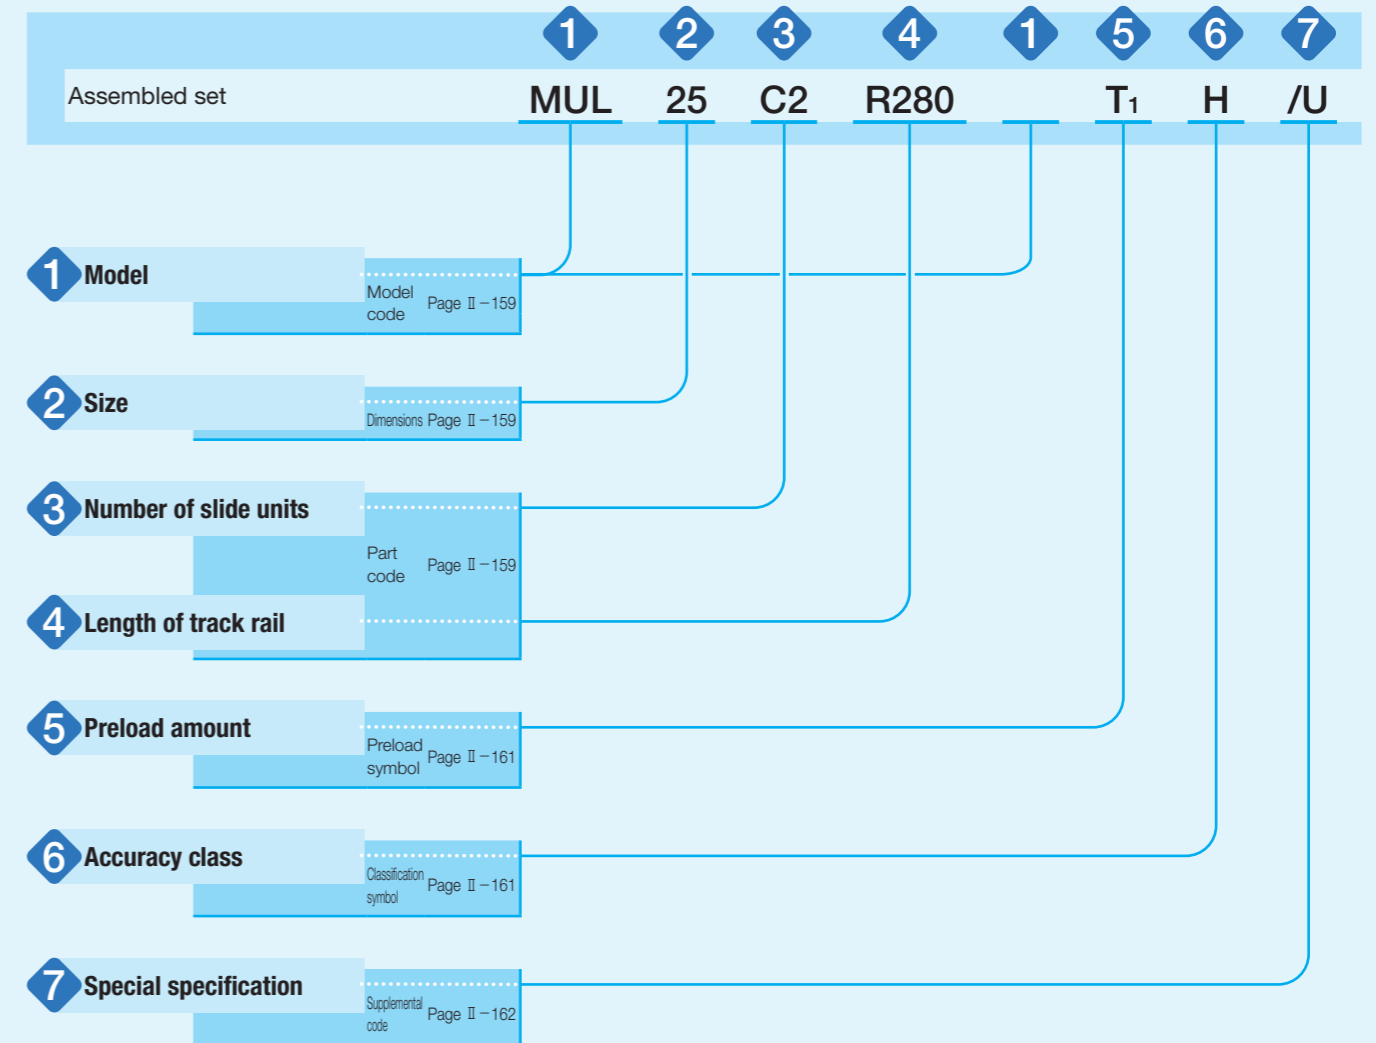 1 2 3 4 1 5 6 7
Assembled set MUL 25 C2 R280 T1 H /U
1 Model
Model code Page Ⅱ－159
2 Size
Dimensions Page Ⅱ－159
3 Number of slide units
Part code Page Ⅱ－159
4 Length of track rail
5 Preload amount
Preload symbol Page Ⅱ－161
6 Accuracy class
Classification symbol Page Ⅱ－161
7 Special specification
Supplemental code Page Ⅱ－162